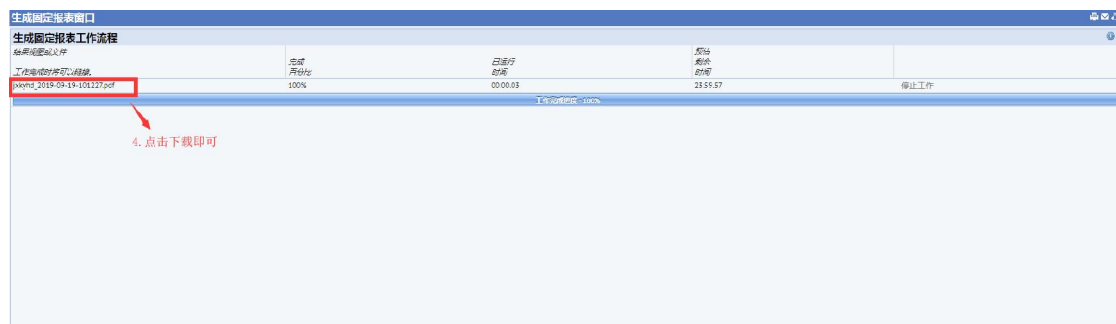 生成固定报表窗口
生成固定报表工作流程
结果视图或文件
工作完成时将可以链接。
完成
百分比
已运行
时间
预估
剩余
时间
jxkyhd_2019-09-19-101227.pdf 100% 00:00.03 23:59.57 停止工作
工作完成进度 - 100%
4. 点击下载即可